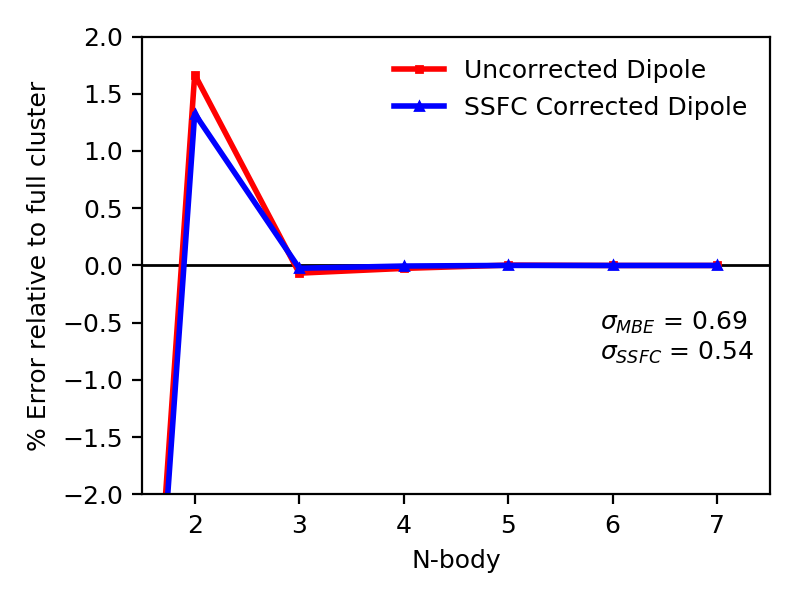 2.0
1.5
1.0
0.5
0.0
−0.5
−1.0
−1.5
−2.0
% Error relative to full cluster
Uncorrected Dipole
SSFC Corrected Dipole
σMBE = 0.69
σSSFC = 0.54
2 3 4 5 6 7
N-body